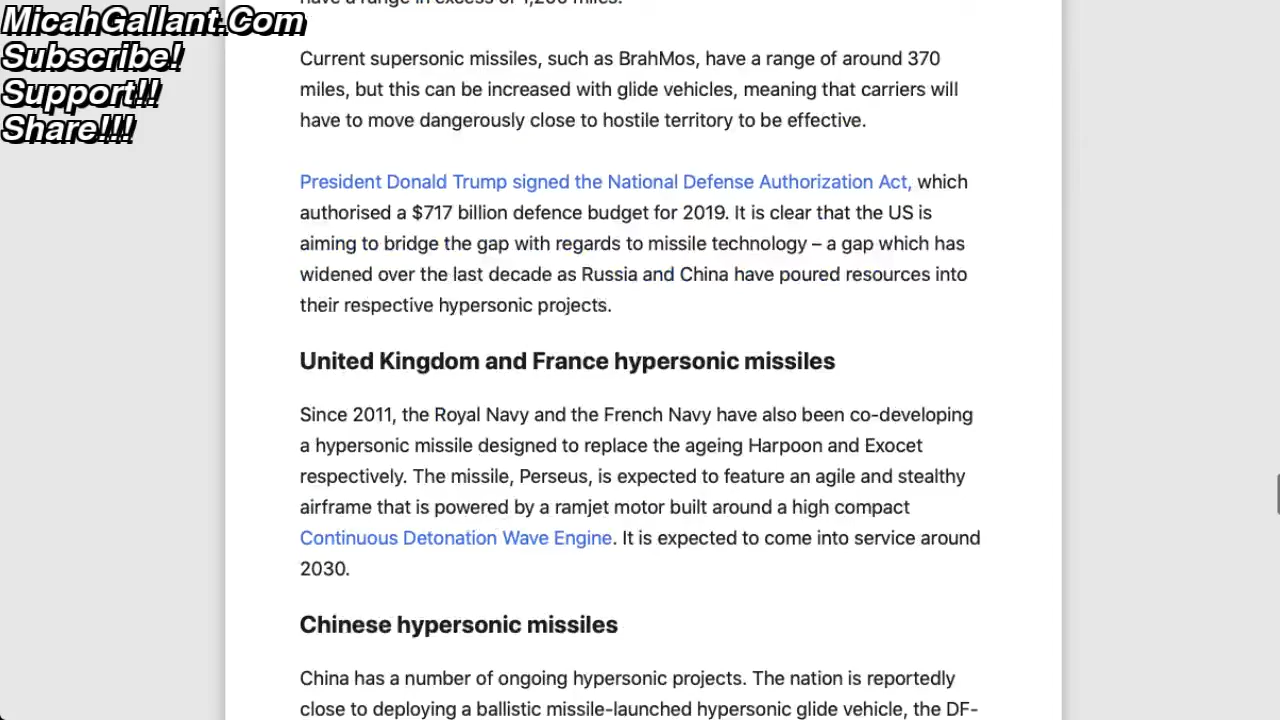 MicahGallant.Com
Subscribe!
Support!!
Share!!!
Current supersonic missiles, such as BrahMos, have a range of around 370
miles, but this can be increased with glide vehicles, meaning that carriers will
have to move dangerously close to hostile territory to be effective.
President Donald Trump signed the National Defense Authorization Act, which
authorised a $717 billion defence budget for 2019. It is clear that the US is
aiming to bridge the gap with regards to missile technology – a gap which has
widened over the last decade as Russia and China have poured resources into
their respective hypersonic projects.
United Kingdom and France hypersonic missiles
Since 2011, the Royal Navy and the French Navy have also been co-developing
a hypersonic missile designed to replace the ageing Harpoon and Exocet
respectively. The missile, Perseus, is expected to feature an agile and stealthy
airframe that is powered by a ramjet motor built around a high compact
Continuous Detonation Wave Engine. It is expected to come into service around
2030.
Chinese hypersonic missiles
China has a number of ongoing hypersonic projects. The nation is reportedly
close to deploying a ballistic missile-launched hypersonic glide vehicle, the DF-